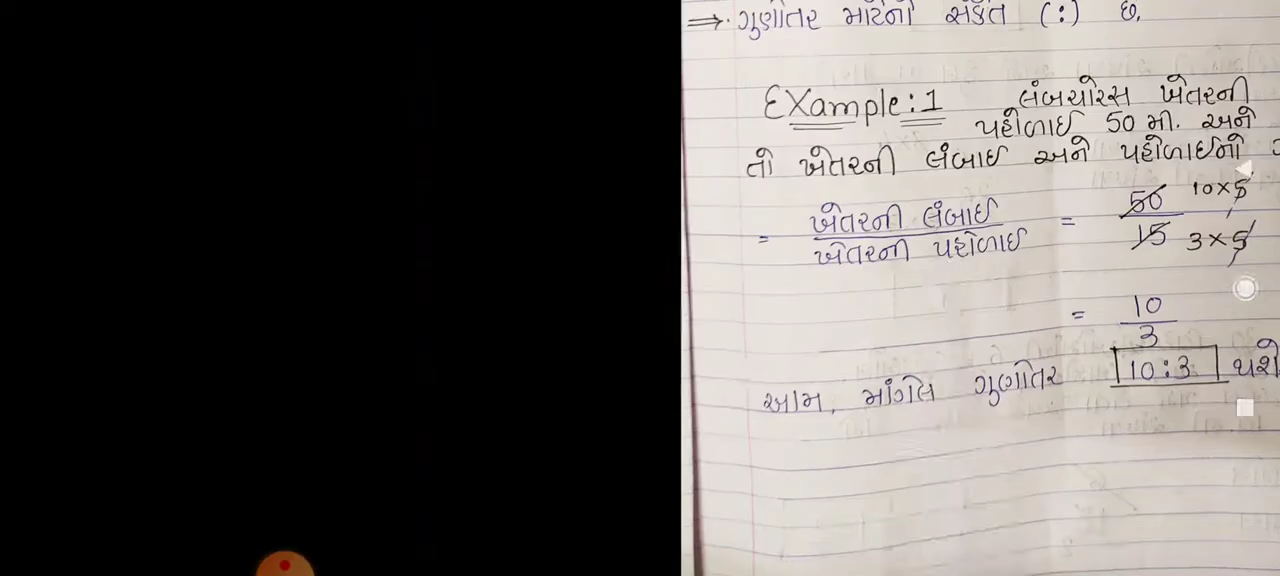 ⇒ ગુણોતર માટેનો સંકેત (:) છે.
Example:1 લંબચોરસ ખેતરની
પહોળાઈ 50 મી. અને
તો ખેતરની લંબાઈ અને પહોળાઈનો
= ખેતરની લંબાઈ / ખેતરની પહોળાઈ = 50 / 15 10×5 / 3×5
= 10 / 3
આમ, માંગેલ ગુણોતર 10:3 થશે